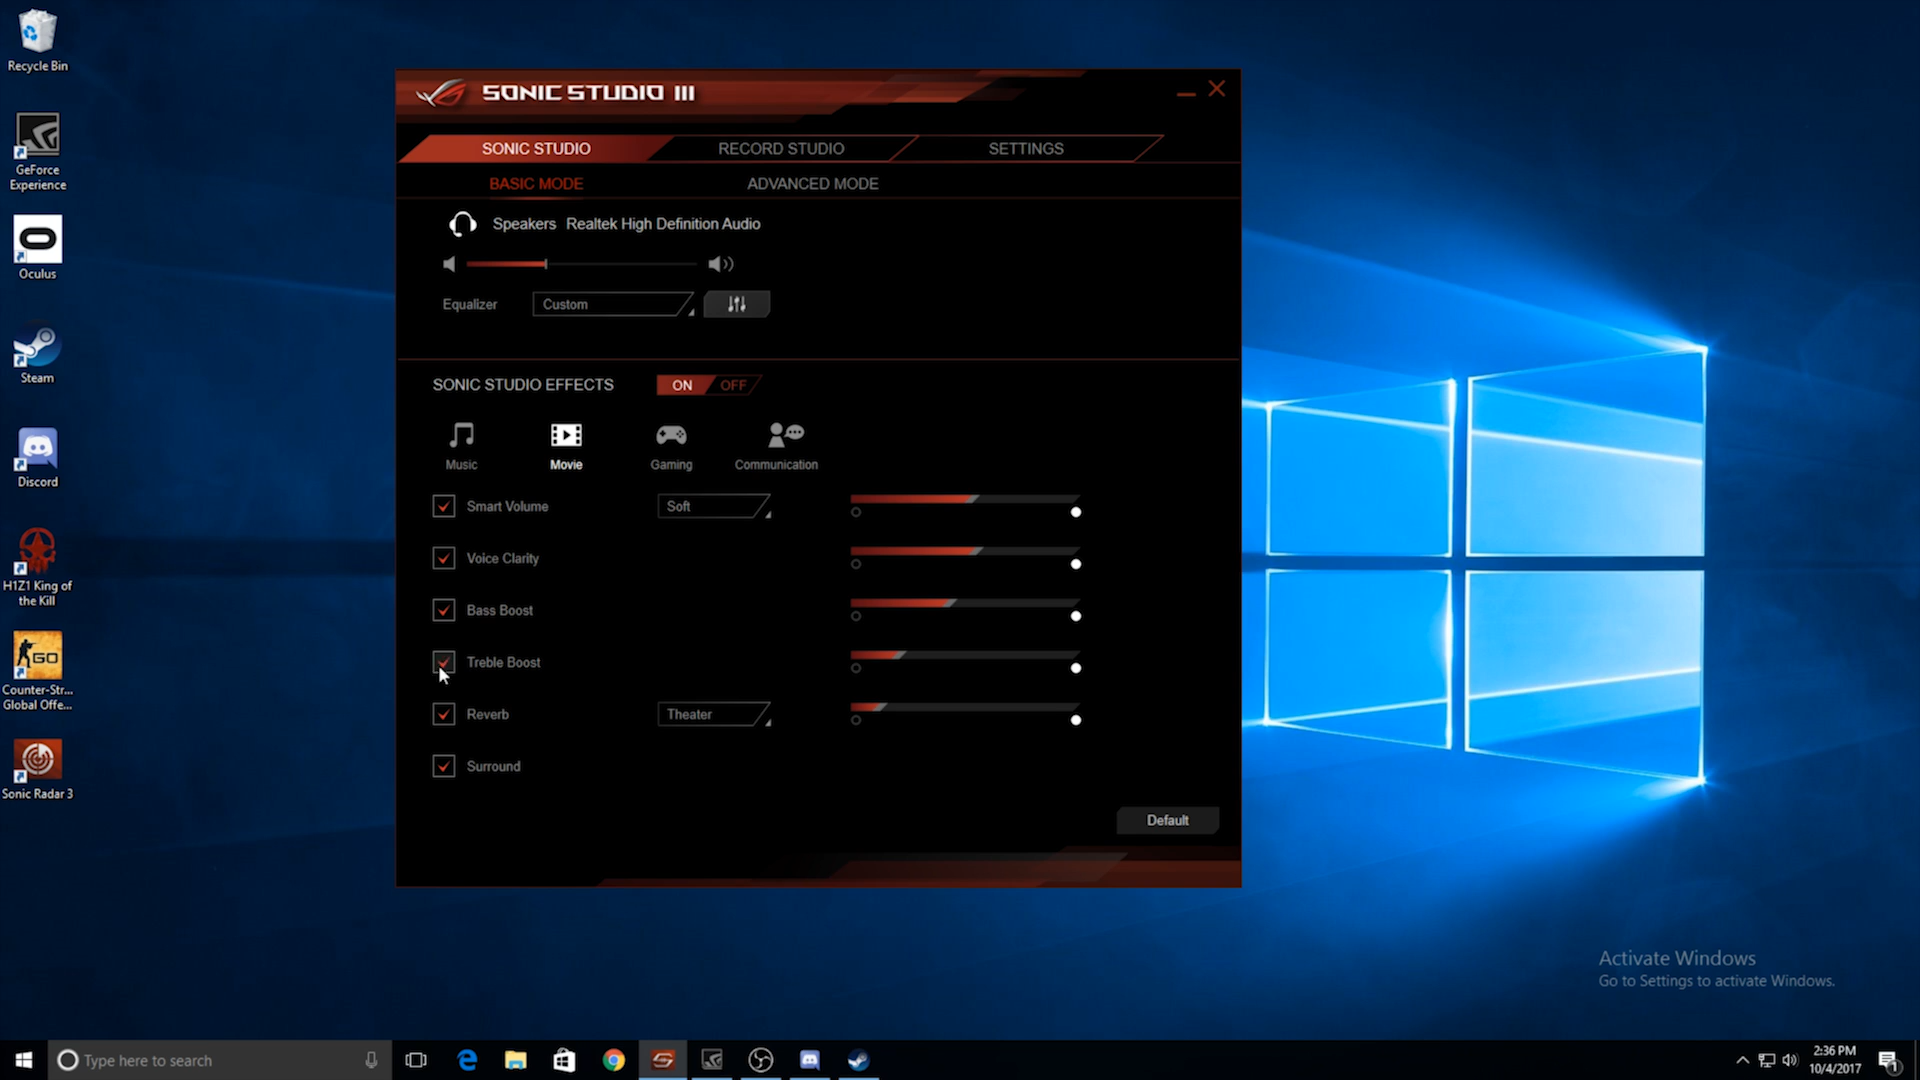 Recycle Bin
GeForce
Experience
Oculus
Steam
Discord
H1Z1 King of
the Kill
GO
Counter-Str...
Global Offe...
Sonic Radar 3
SONIC STUDIO III
SONIC STUDIO
RECORD STUDIO
SETTINGS
BASIC MODE
ADVANCED MODE
Speakers Realtek High Definition Audio
Equalizer
Custom
SONIC STUDIO EFFECTS
ON
OFF
Music
Movie
Gaming
Communication
Smart Volume
Soft
Voice Clarity
Bass Boost
Treble Boost
Reverb
Theater
Surround
Default
Activate Windows
Go to Settings to activate Windows.
Type here to search
2:36 PM
10/4/2017
1